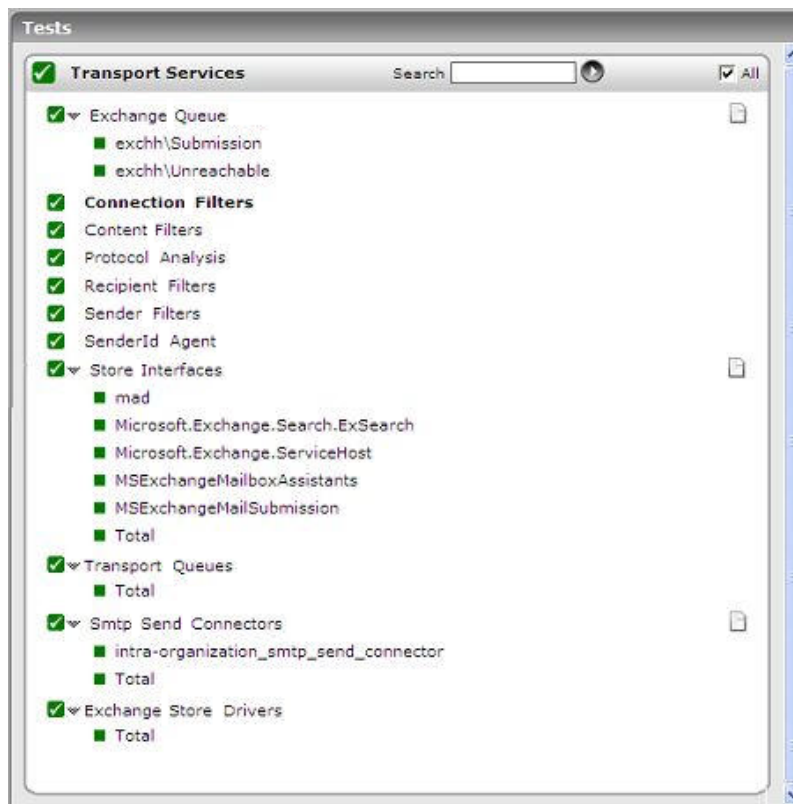 Tests
Transport Services Search All
Exchange Queue
exchh\Submission
exchh\Unreachable
Connection Filters
Content Filters
Protocol Analysis
Recipient Filters
Sender Filters
SenderId Agent
Store Interfaces
mad
Microsoft.Exchange.Search.ExSearch
Microsoft.Exchange.ServiceHost
MSExchangeMailboxAssistants
MSExchangeMailSubmission
Total
Transport Queues
Total
Smtp Send Connectors
intra-organization_smtp_send_connector
Total
Exchange Store Drivers
Total